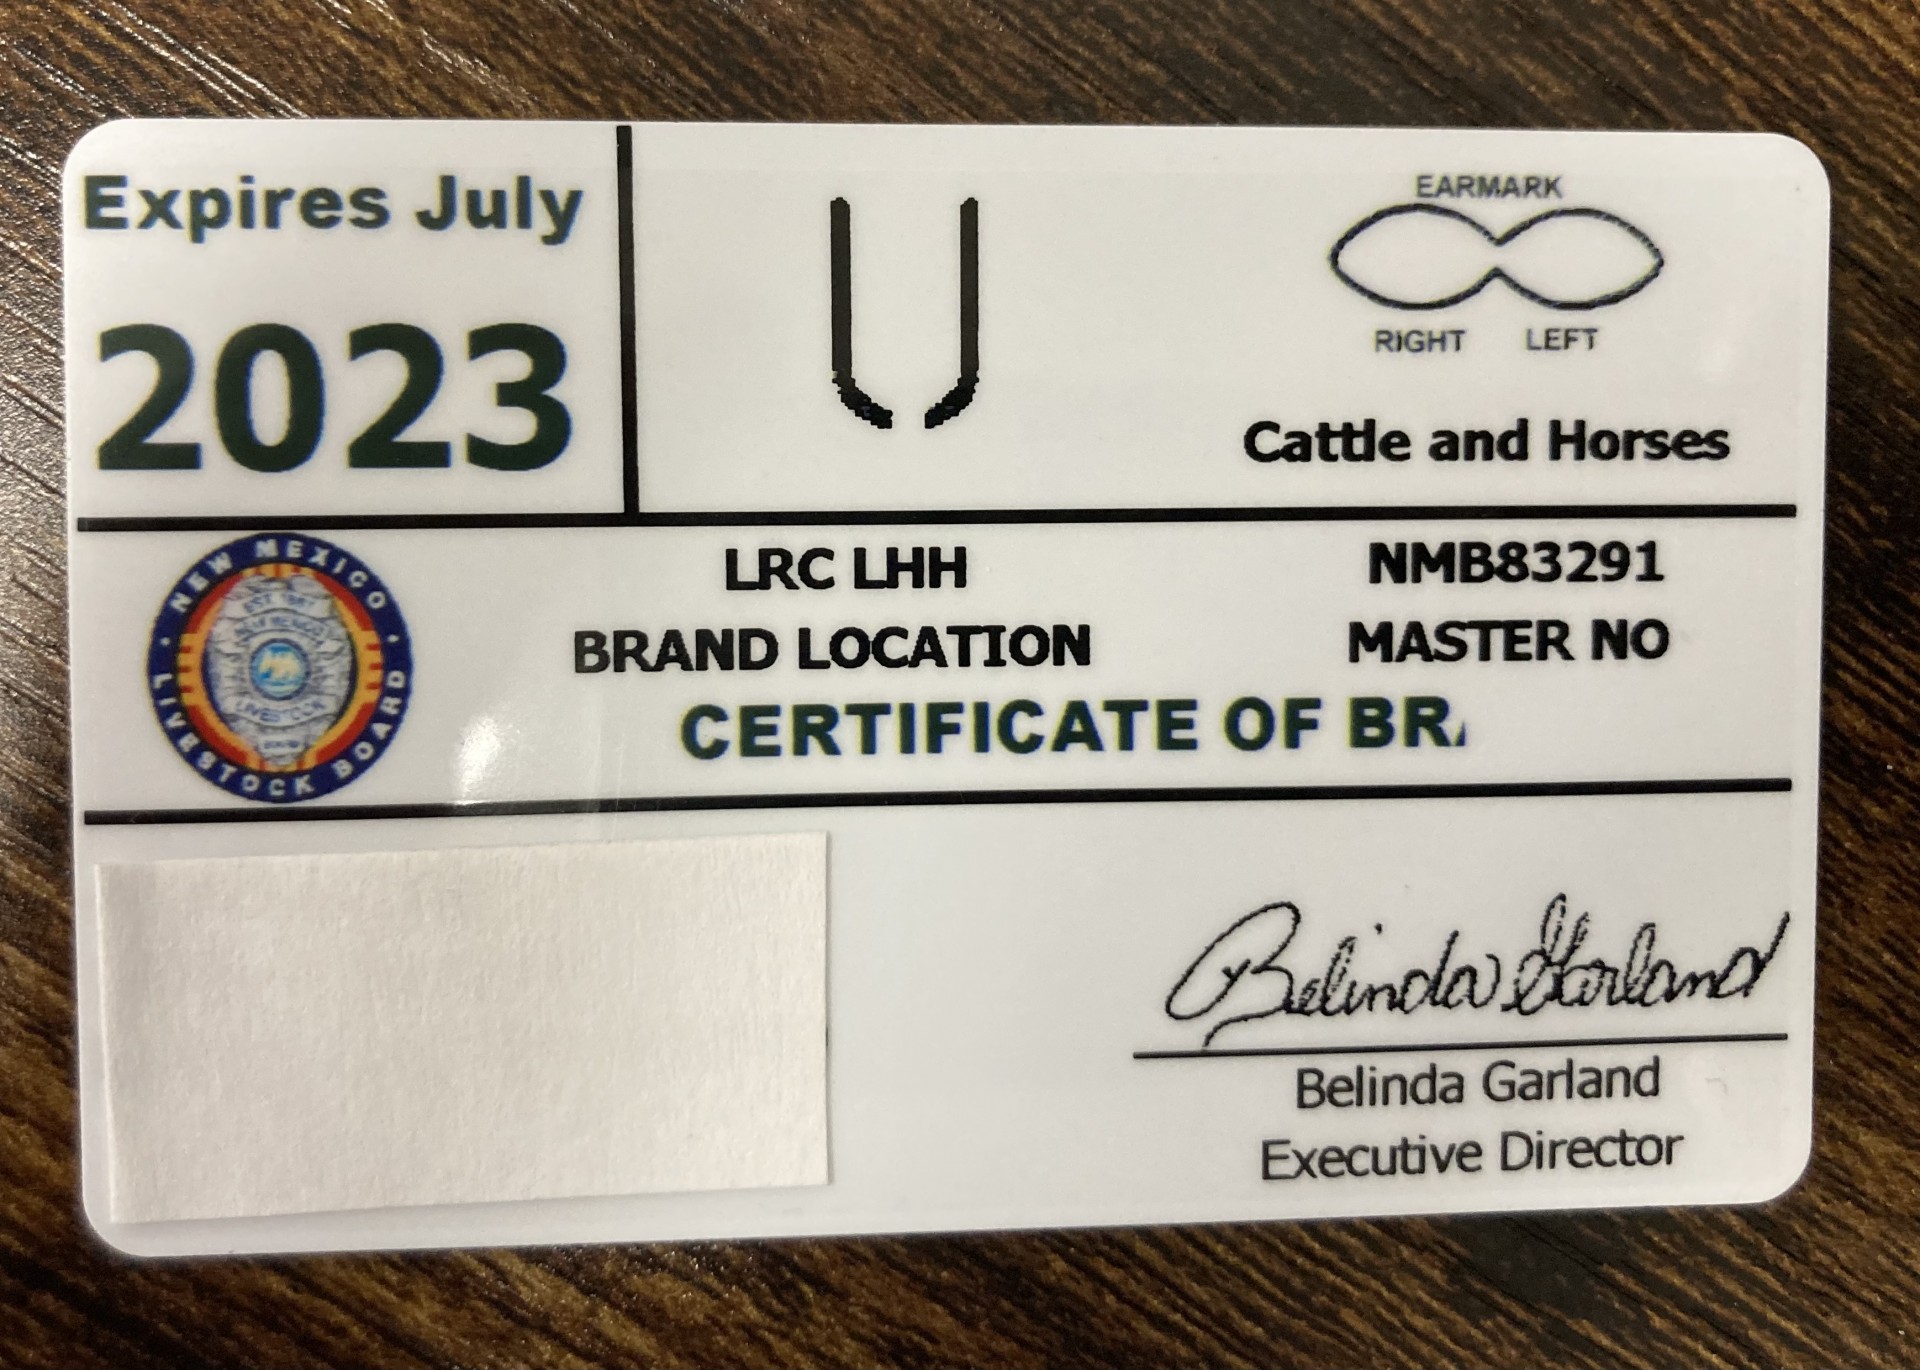 Expires July
2023
EARMARK
RIGHT LEFT
Cattle and Horses
NEW MEXICO
LIVESTOCK BOARD
LRC LHH
BRAND LOCATION
NMB83291
MASTER NO
CERTIFICATE OF BR
Belinda Garland
Belinda Garland
Executive Director